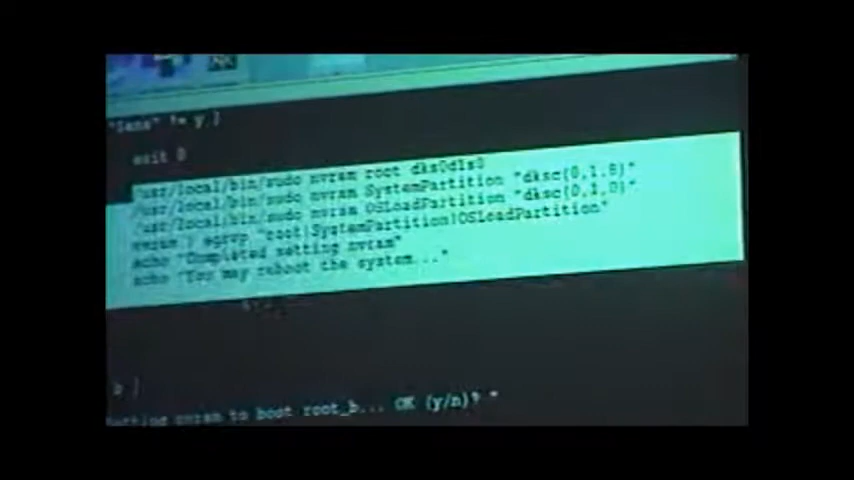 "$ans" != y ]
exit 0
/usr/local/bin/sudo nvram root dks0d1s0
/usr/local/bin/sudo nvram SystemPartition "dksc(0,1,8)"
/usr/local/bin/sudo nvram OSLoadPartition "dksc(0,1,0)"
nvram | egrep "root|SystemPartition|OSLoadPartition"
echo "Completed setting nvram"
echo "You may reboot the system..."
b ]
etting nvram to boot root_b... OK (y/n)? "